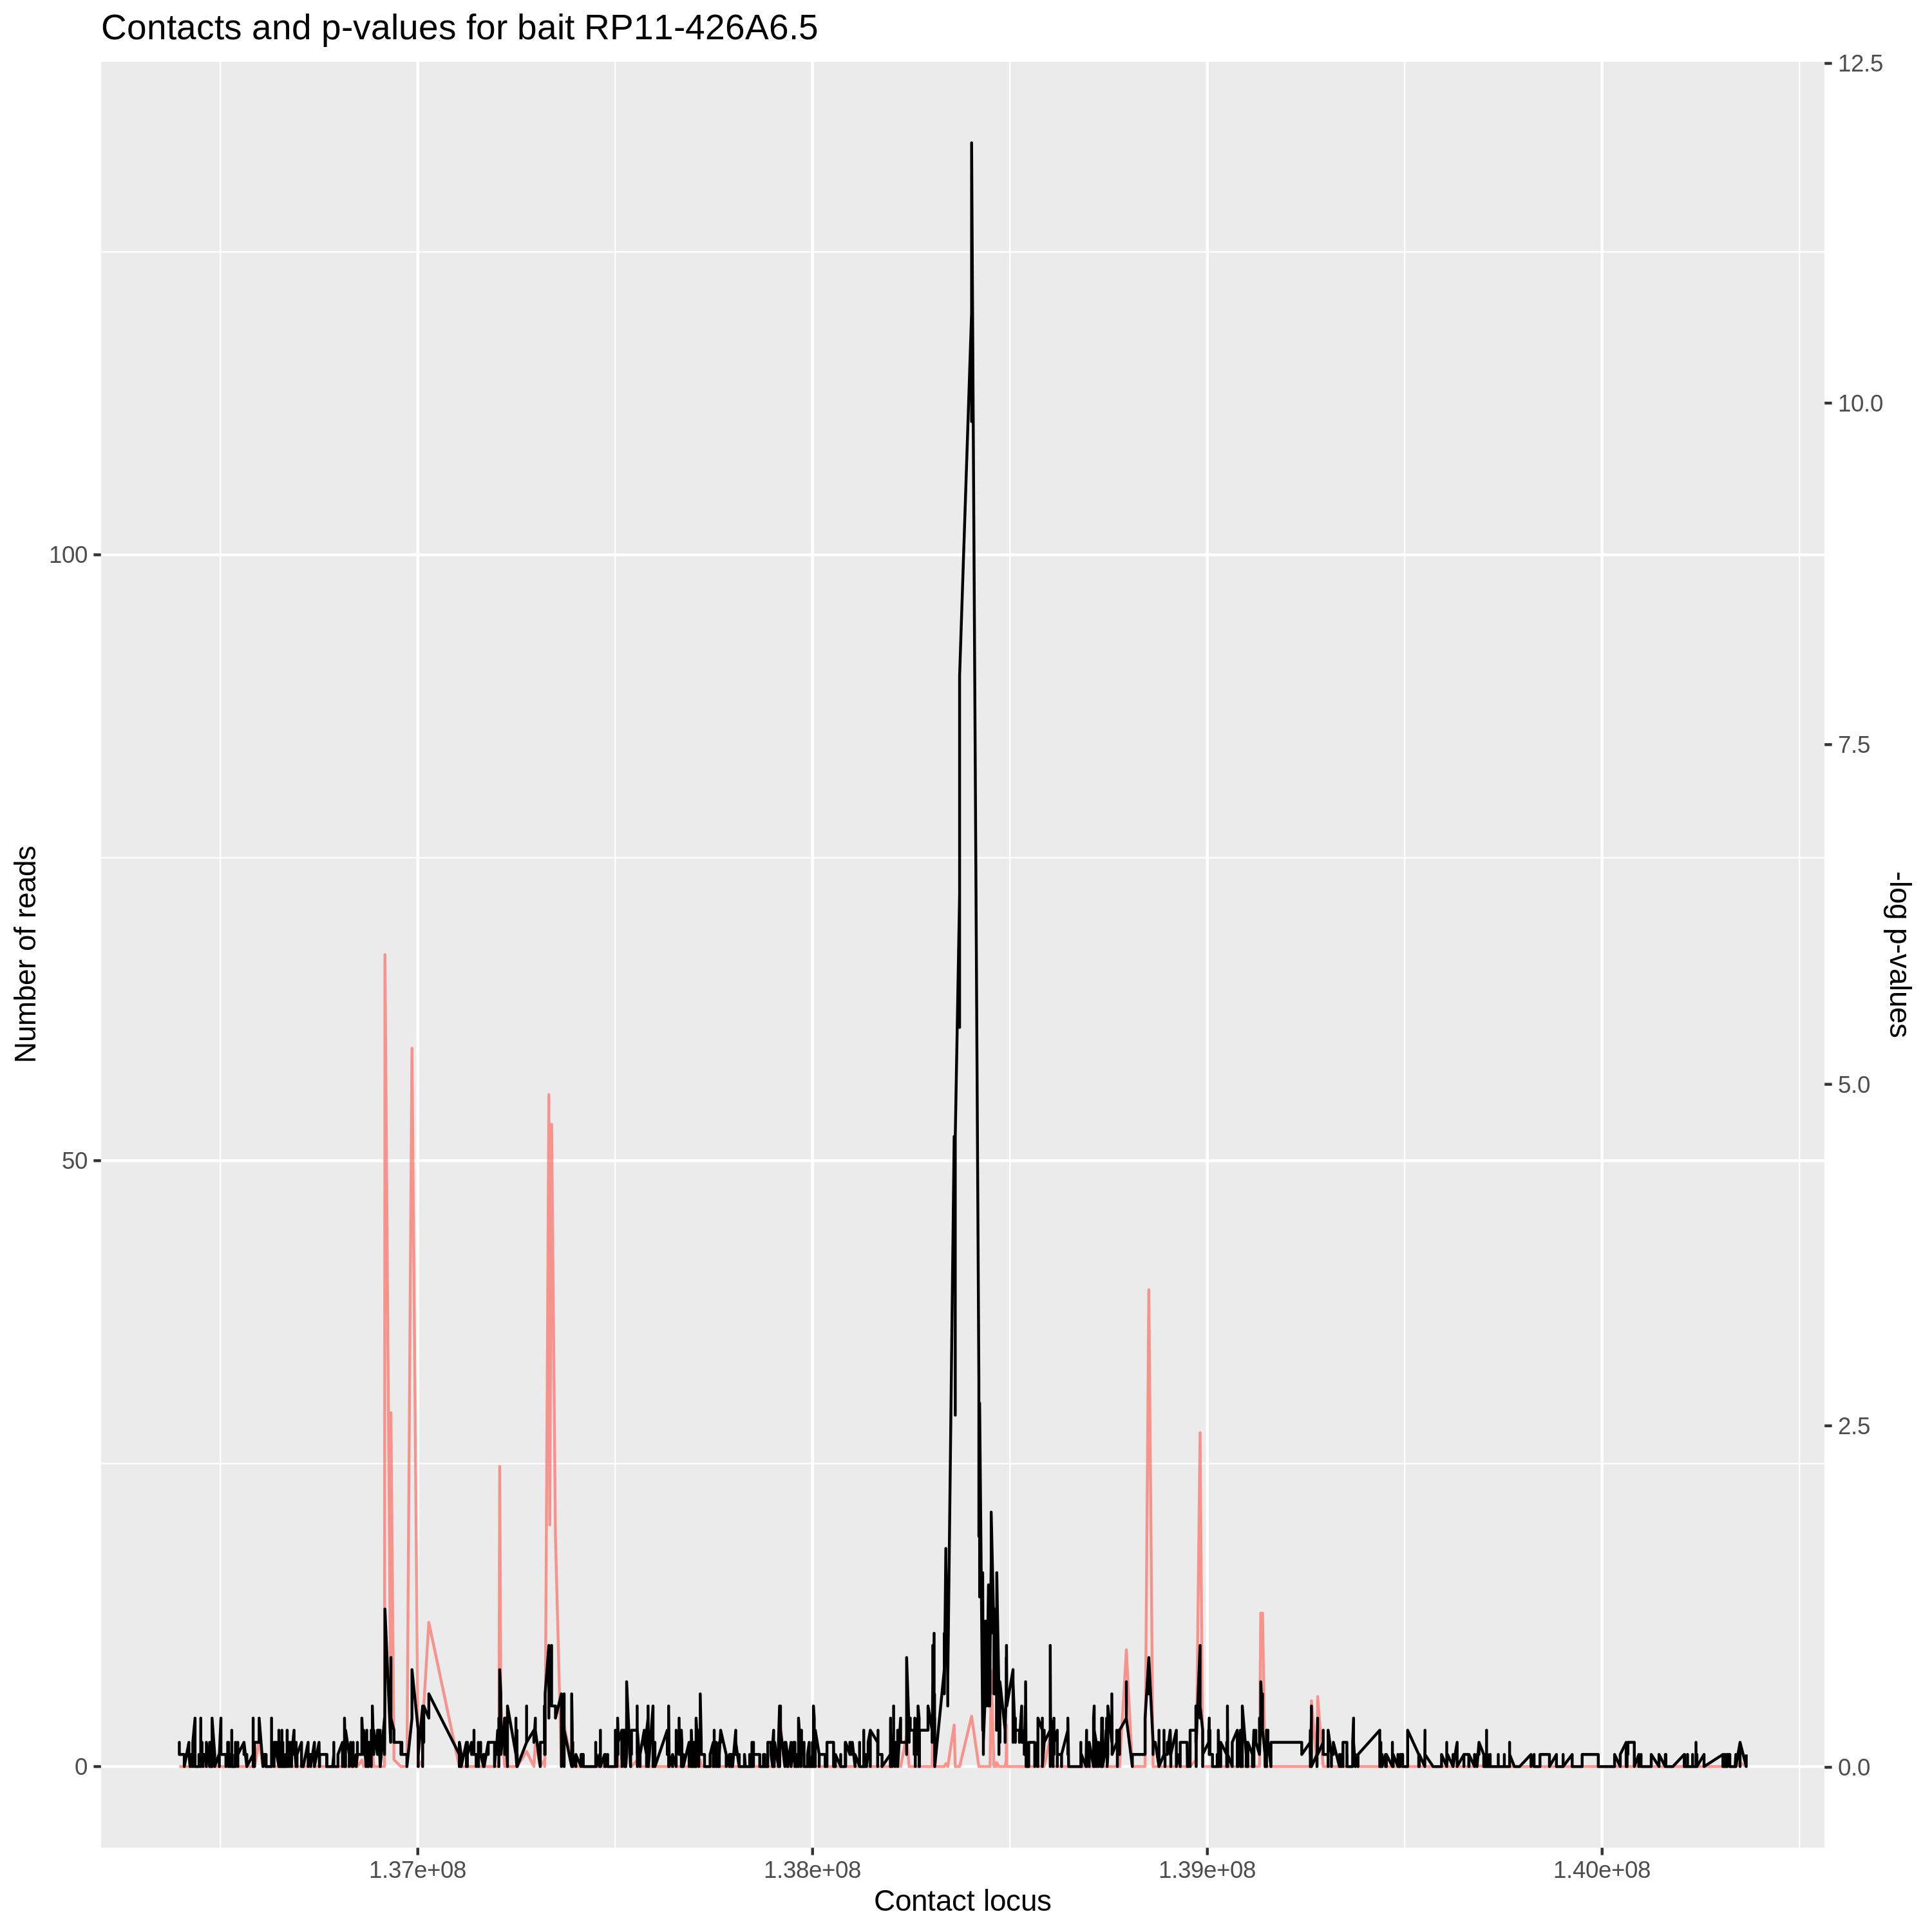 Contacts and p-values for bait RP11-426A6.5
Number of reads
100
50
0
12.5
10.0
7.5
5.0
2.5
0.0
-log p-values
1.37e+08
1.38e+08
1.39e+08
1.40e+08
Contact locus